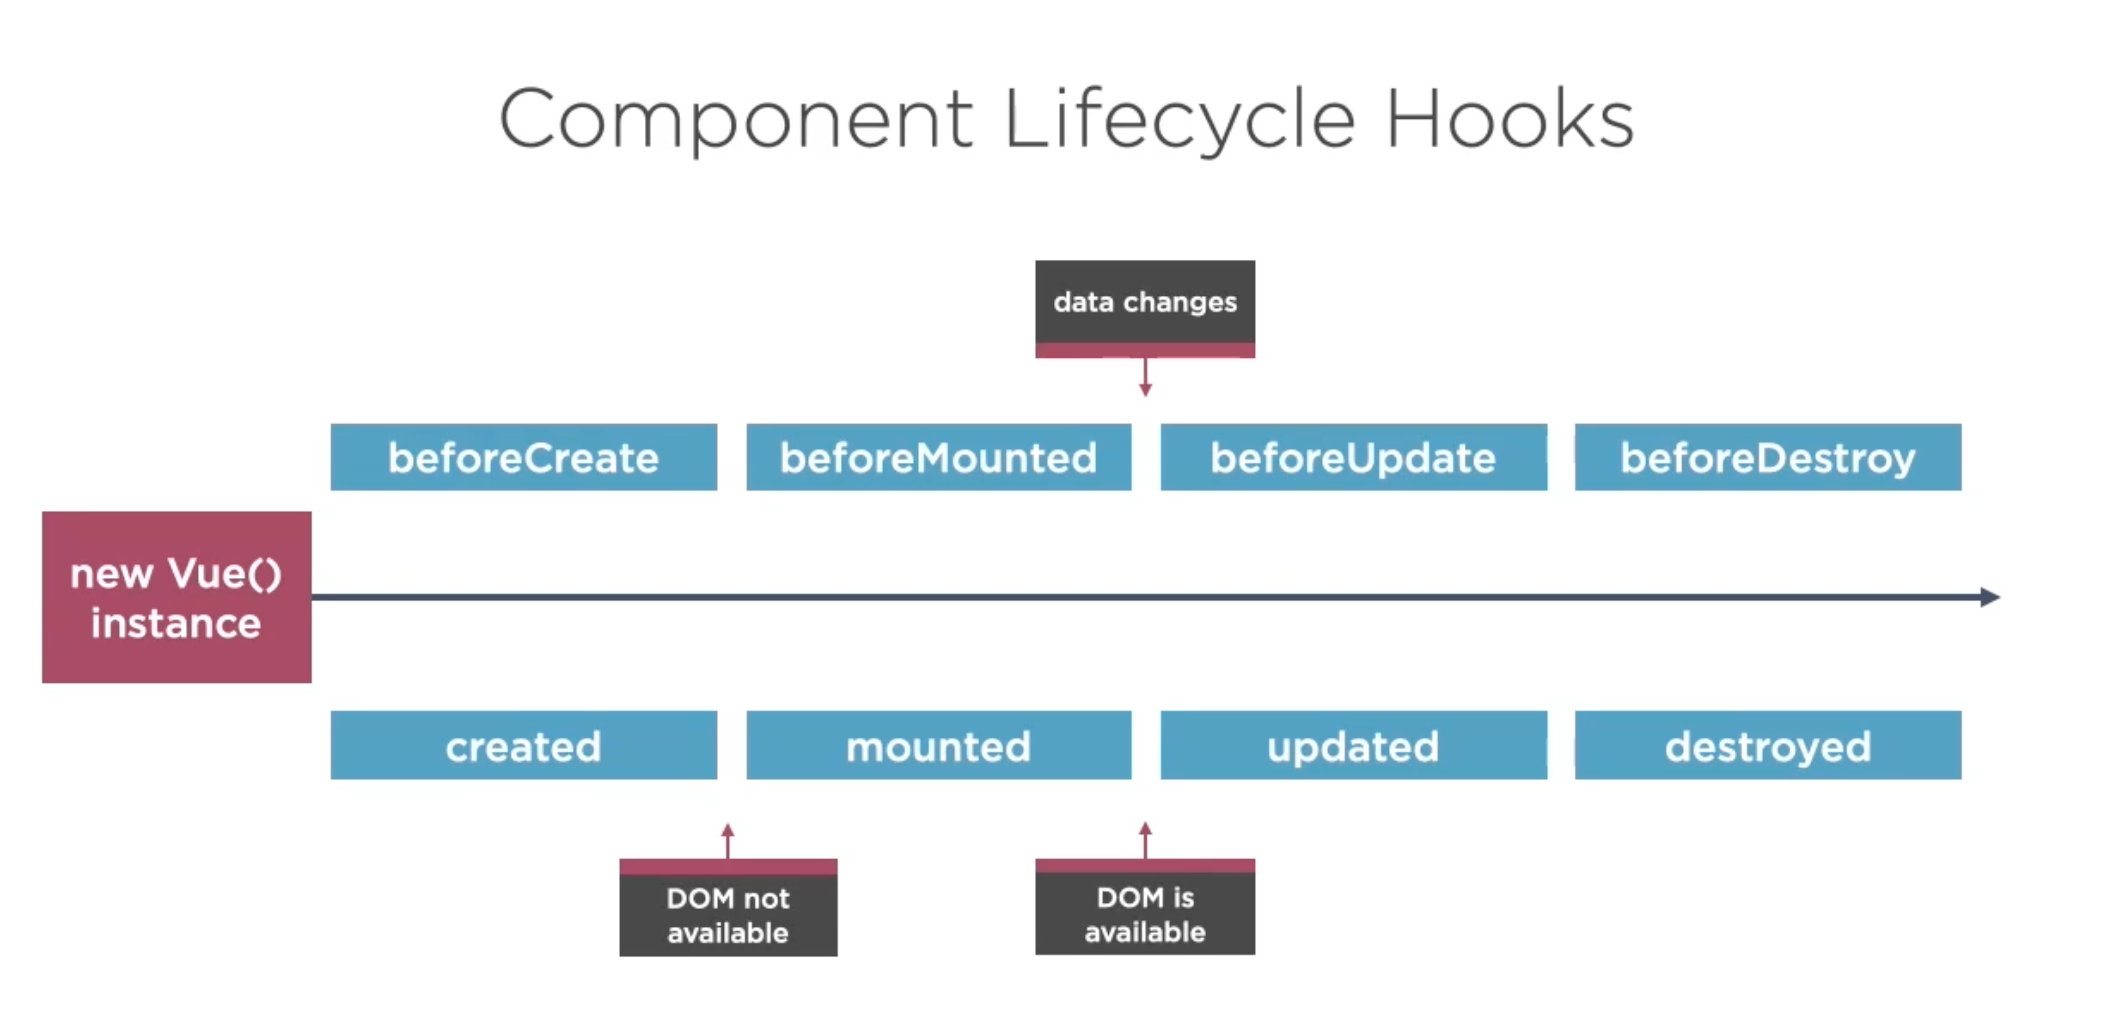 Component Lifecycle Hooks
data changes
beforeCreate
beforeMounted
beforeUpdate
beforeDestroy
new Vue()
instance
created
mounted
updated
destroyed
DOM not
available
DOM is
available